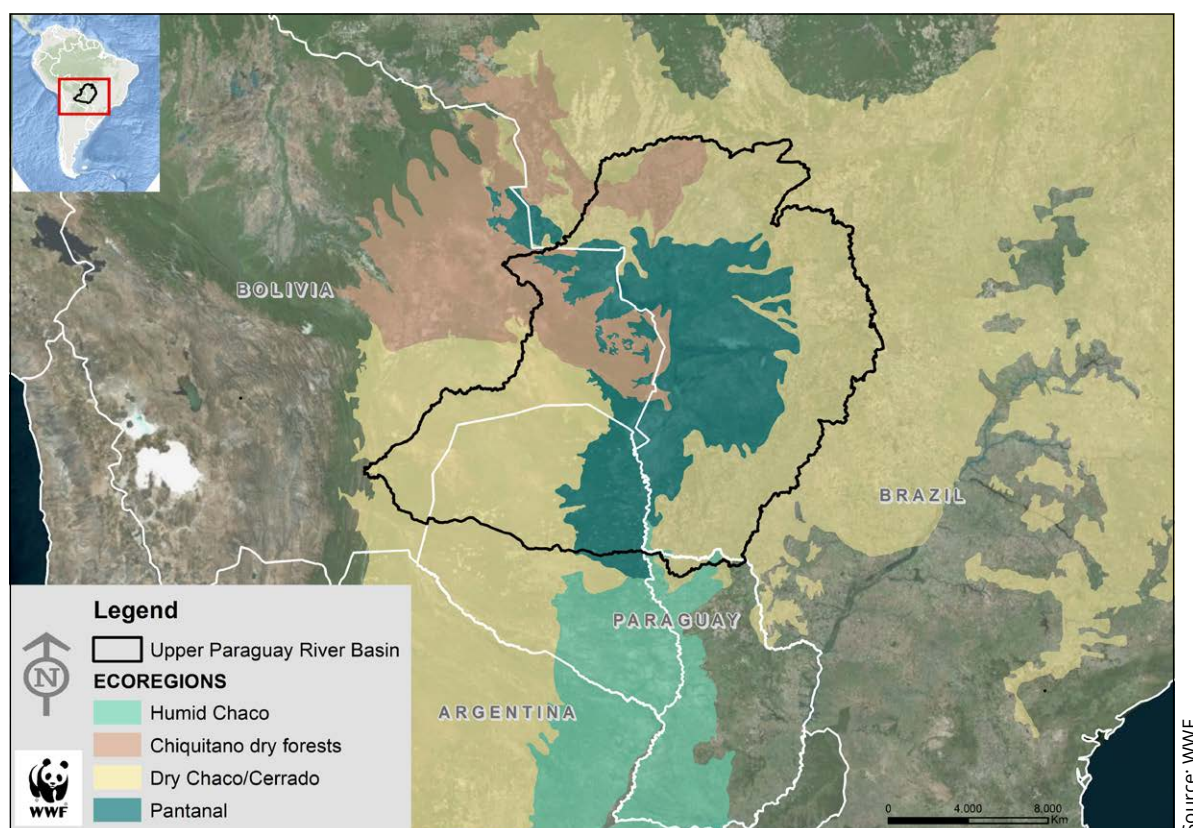 BOLIVIA
BRAZIL
PARAGUAY
ARGENTINA
Legend
Upper Paraguay River Basin
ECOREGIONS
Humid Chaco
Chiquitano dry forests
Dry Chaco/Cerrado
Pantanal
N
WWF
0 4.000 8.000
Km
Source: WWF